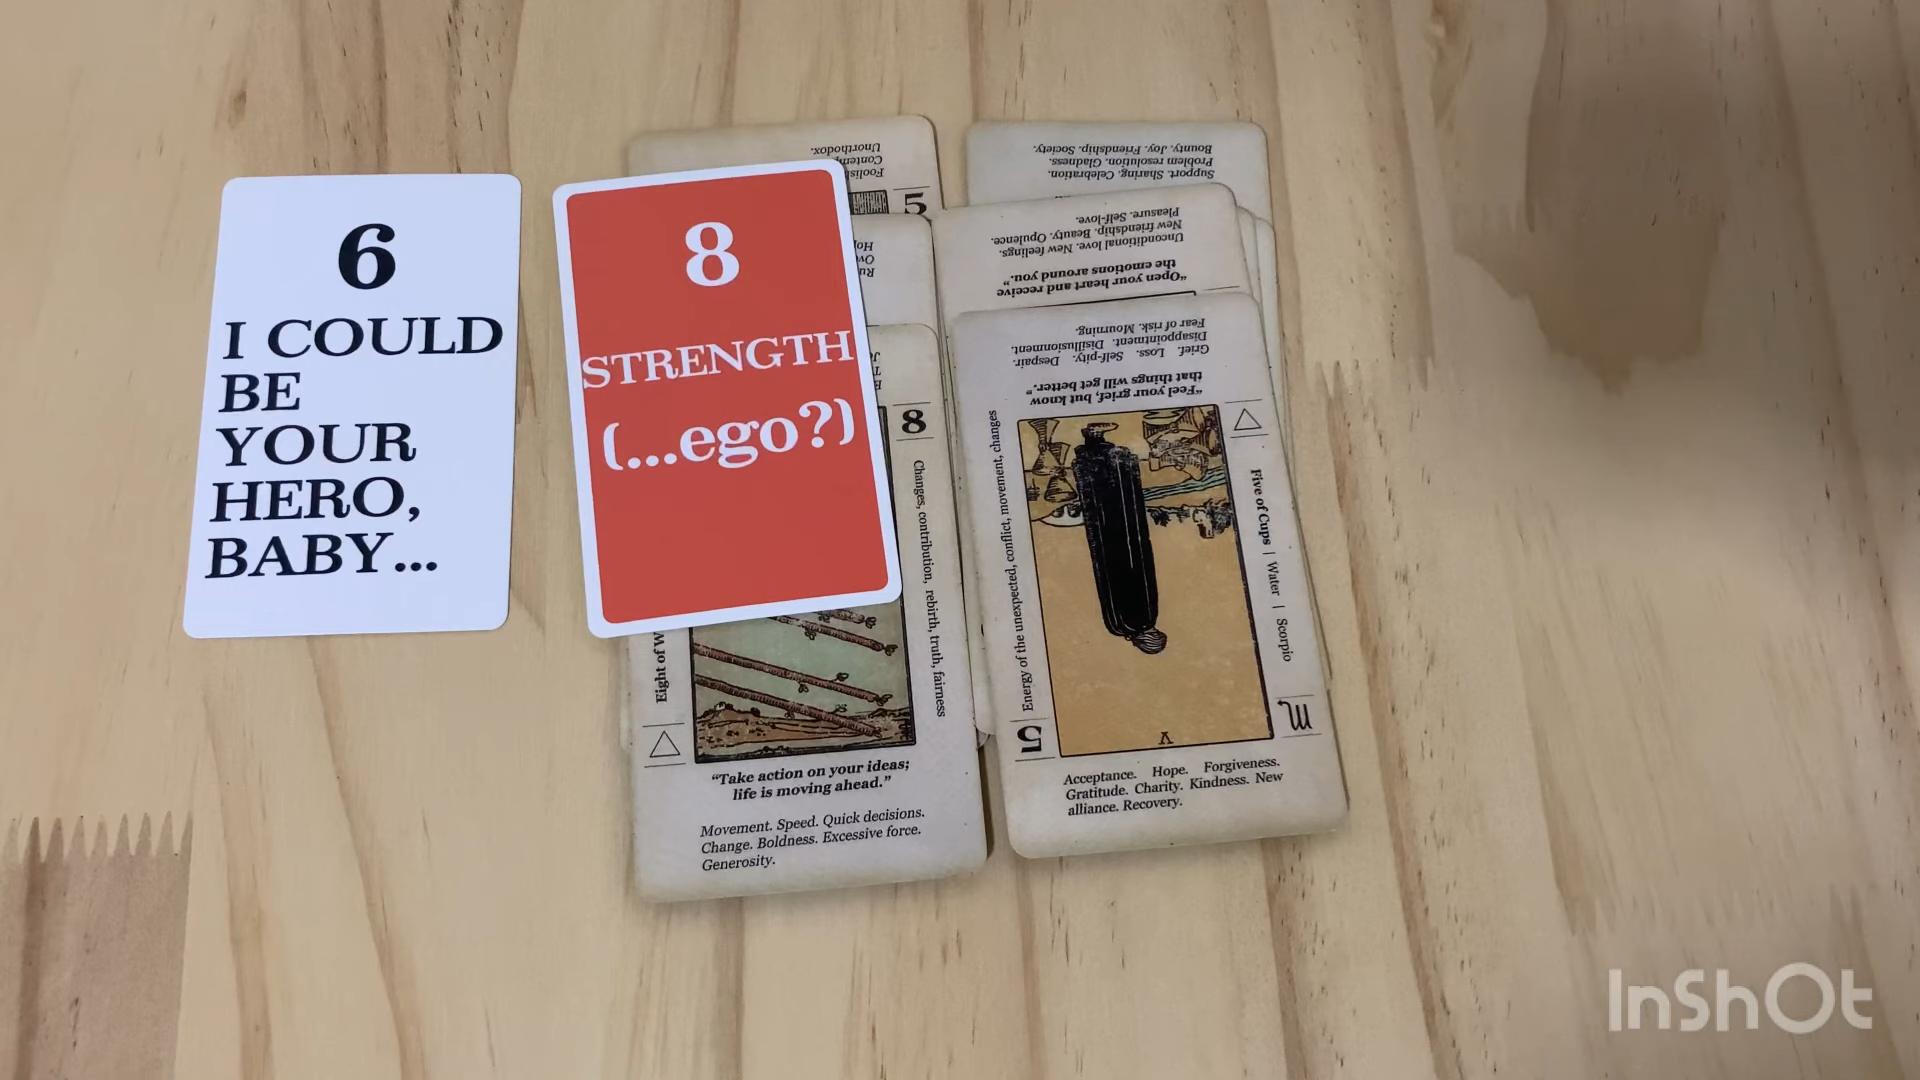 6
I COULD
BE
YOUR
HERO,
BABY...
8
STRENGTH
(...ego?)
Unorthodox.
5
8
Changes, contribution, rebirth, truth, fairness
Eight of W
"Take action on your ideas;
life is moving ahead."
Movement. Speed. Quick decisions.
Change. Boldness. Excessive force.
Generosity.
Support. Sharing. Celebration.
Problem resolution. Gladness.
Bounty. Joy. Friendship. Society.
"Open your heart and receive
the emotions around you."
Unconditional love. New feelings.
New friendship. Beauty. Opulence.
Pleasure. Self-love.
"Feel your grief, but know
that things will get better."
Grief. Loss. Self-pity. Despair.
Disappointment. Disillusionment.
Fear of risk. Mourning.
Energy of the unexpected, conflict, movement, changes
Five of Cups | Water | Scorpio
5
V
Acceptance. Hope. Forgiveness.
Gratitude. Charity. Kindness. New
alliance. Recovery.
InShOt